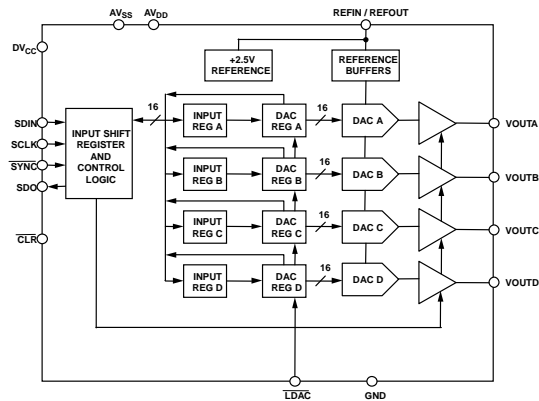 AVSS AVDD REFIN / REFOUT
DVCC
+2.5V
REFERENCE
REFERENCE
BUFFERS
16 16
SDIN
SCLK
SYNC
SDO
INPUT SHIFT
REGISTER
AND
CONTROL
LOGIC
INPUT
REG A
DAC
REG A
DAC A
VOUTA
16
INPUT
REG B
DAC
REG B
DAC B
VOUTB
16
INPUT
REG C
DAC
REG C
DAC C
VOUTC
CLR
16
INPUT
REG D
DAC
REG D
DAC D
VOUTD
LDAC GND